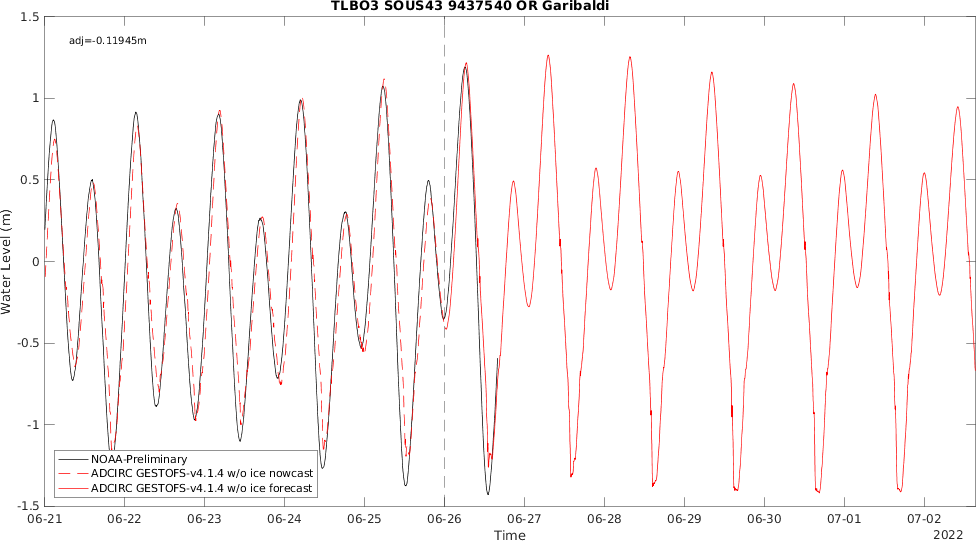 TLBO3 SOUS43 9437540 OR Garibaldi
adj=-0.11945m
1.5
1
0.5
0
-0.5
-1
-1.5
Water Level (m)
NOAA-Preliminary
ADCIRC GESTOFS-v4.1.4 w/o ice nowcast
ADCIRC GESTOFS-v4.1.4 w/o ice forecast
06-21 06-22 06-23 06-24 06-25 06-26 06-27 06-28 06-29 06-30 07-01 07-02
Time
2022